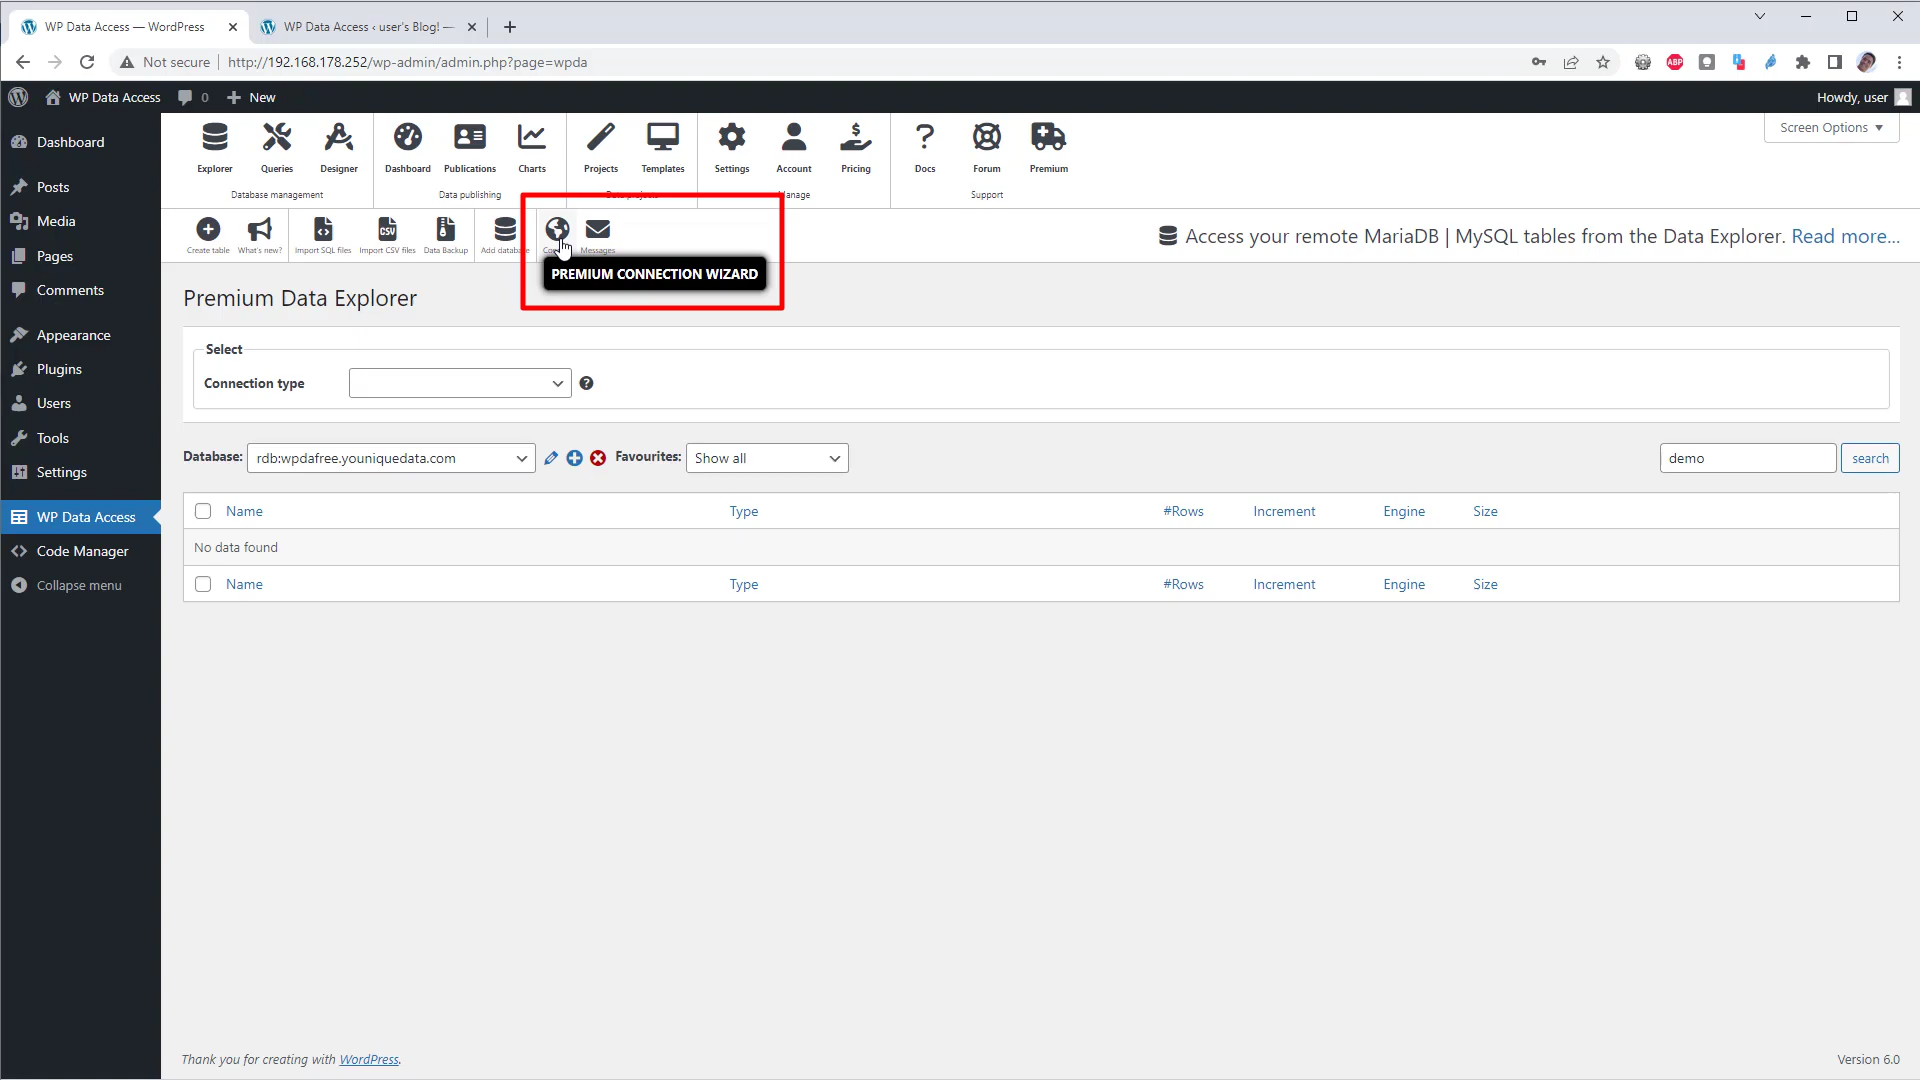 WP Data Access — WordPress
WP Data Access ‹ user's Blog! —
Not secure
http://192.168.178.252/wp-admin/admin.php?page=wpda
ABP
WP Data Access
0
New
Howdy, user
Dashboard
Posts
Media
Pages
Comments
Appearance
Plugins
Users
Tools
Settings
WP Data Access
Code Manager
Collapse menu
Explorer Queries Designer Dashboard Publications Charts Projects Templates Settings Account Pricing Docs Forum Premium
Database management Data publishing Data projects Manage Support
Screen Options
Create table What's new? Import SQL files Import CSV files Data Backup Add database Messages
CSV
Access your remote MariaDB | MySQL tables from the Data Explorer. Read more...
PREMIUM CONNECTION WIZARD
Premium Data Explorer
Select
Connection type
Database: rdb:wpdafree.youniquedata.com Favourites: Show all
demo search
Name Type #Rows Increment Engine Size
No data found
Name Type #Rows Increment Engine Size
Thank you for creating with WordPress.
Version 6.0